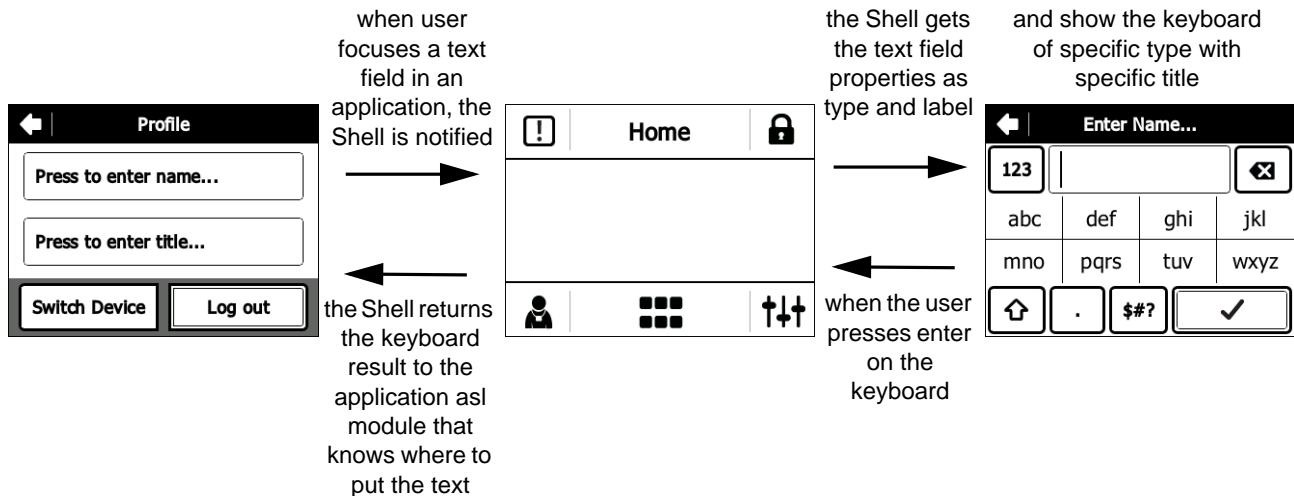 when user
focuses a text
field in an
application, the
Shell is notified
the Shell gets
the text field
properties as
type and label
and show the keyboard
of specific type with
specific title
Profile
Press to enter name...
Press to enter title...
Switch Device
Log out
Home
Enter Name...
123
abc def ghi jkl
mno pqrs tuv wxyz
. $#?
the Shell returns
the keyboard
result to the
application asl
module that
knows where to
put the text
when the user
presses enter
on the
keyboard